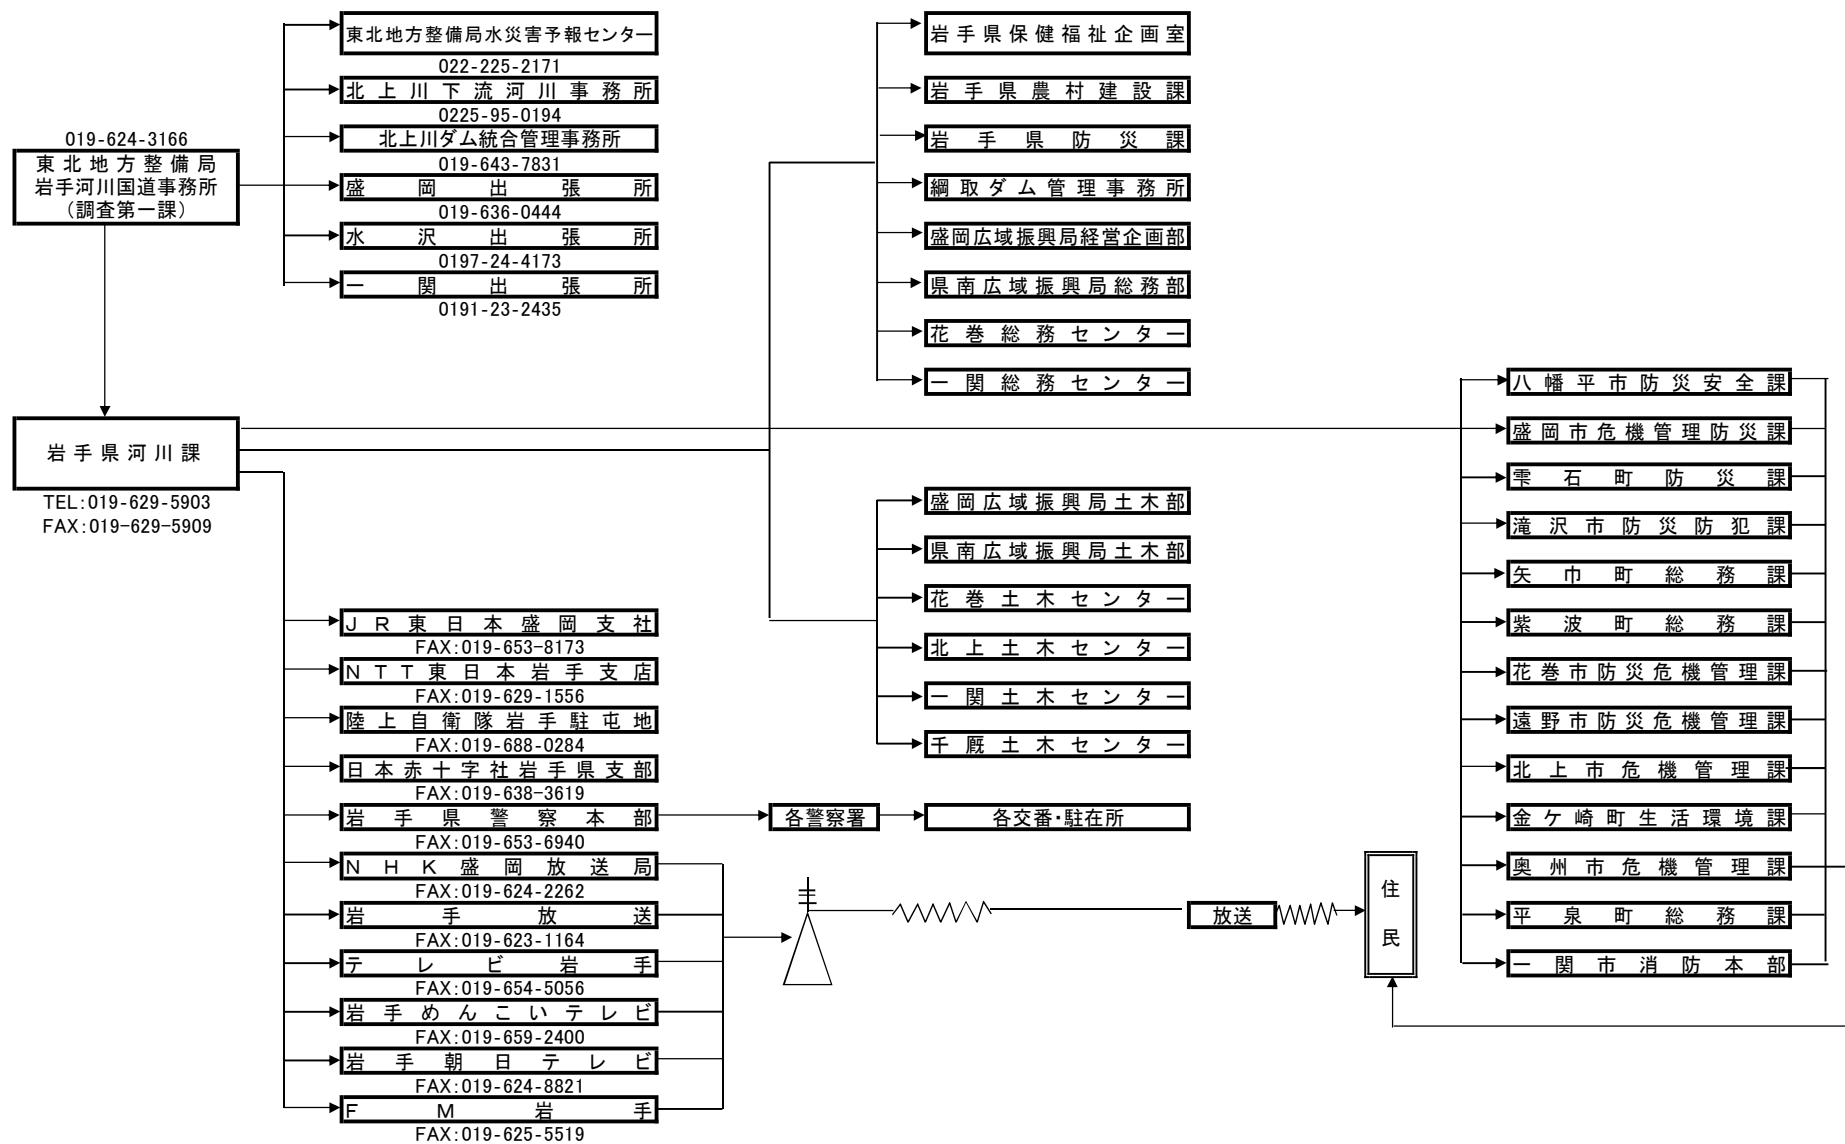 019-624-3166
東北地方整備局
岩手河川国道事務所
（調査第一課）
東北地方整備局水災害予報センター
022-225-2171
北上川下流河川事務所
0225-95-0194
北上川ダム統合管理事務所
019-643-7831
盛岡出張所
019-636-0444
水沢出張所
0197-24-4173
一関出張所
0191-23-2435
岩手県河川課
TEL:019-629-5903
FAX:019-629-5909
岩手県保健福祉企画室
岩手県農村建設課
岩手県防災課
綱取ダム管理事務所
盛岡広域振興局経営企画部
県南広域振興局総務部
花巻総務センター
一関総務センター
盛岡広域振興局土木部
県南広域振興局土木部
花巻土木センター
北上土木センター
一関土木センター
千厩土木センター
JR東日本盛岡支社
FAX:019-653-8173
NTT東日本岩手支店
FAX:019-629-1556
陸上自衛隊岩手駐屯地
FAX:019-688-0284
日本赤十字社岩手県支部
FAX:019-638-3619
岩手県警察本部
FAX:019-653-6940
各警察署
各交番・駐在所
NHK盛岡放送局
FAX:019-624-2262
岩手放送
FAX:019-623-1164
テレビ岩手
FAX:019-654-5056
岩手めんこいテレビ
FAX:019-659-2400
岩手朝日テレビ
FAX:019-624-8821
FM岩手
FAX:019-625-5519
放送
住
民
八幡平市防災安全課
盛岡市危機管理防災課
雫石町防災課
滝沢市防災防犯課
矢巾町総務課
紫波町総務課
花巻市防災危機管理課
遠野市防災危機管理課
北上市危機管理課
金ケ崎町生活環境課
奥州市危機管理課
平泉町総務課
一関市消防本部